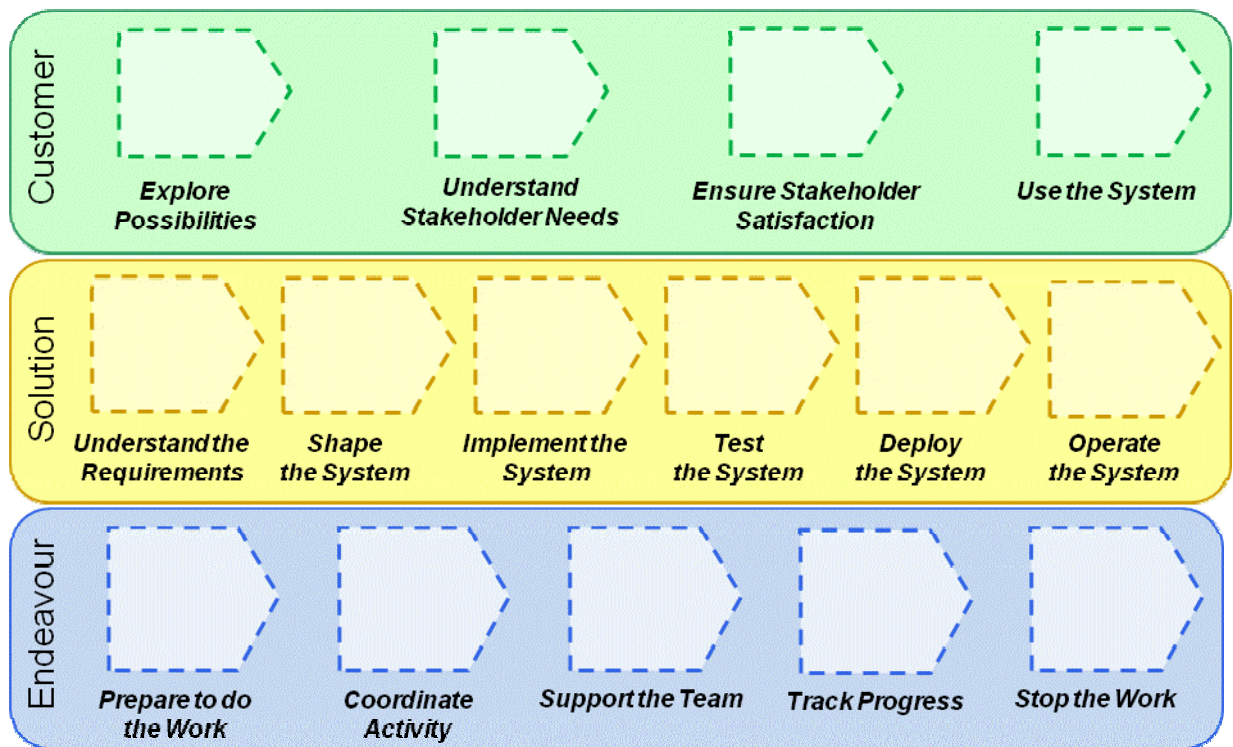 Customer
Explore
Possibilities
Understand
Stakeholder Needs
Ensure Stakeholder
Satisfaction
Use the System
Solution
Understand the
Requirements
Shape
the System
Implement the
System
Test
the System
Deploy
the System
Operate
the System
Endeavour
Prepare to do
the Work
Coordinate
Activity
Support the Team
Track Progress
Stop the Work